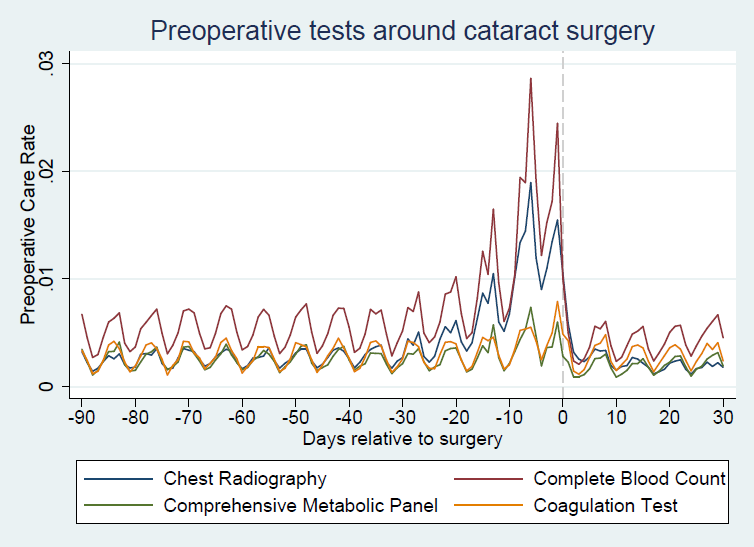 Preoperative tests around cataract surgery
Preoperative Care Rate
.03
.02
.01
0
-90 -80 -70 -60 -50 -40 -30 -20 -10 0 10 20 30
Days relative to surgery
Chest Radiography Complete Blood Count
Comprehensive Metabolic Panel Coagulation Test